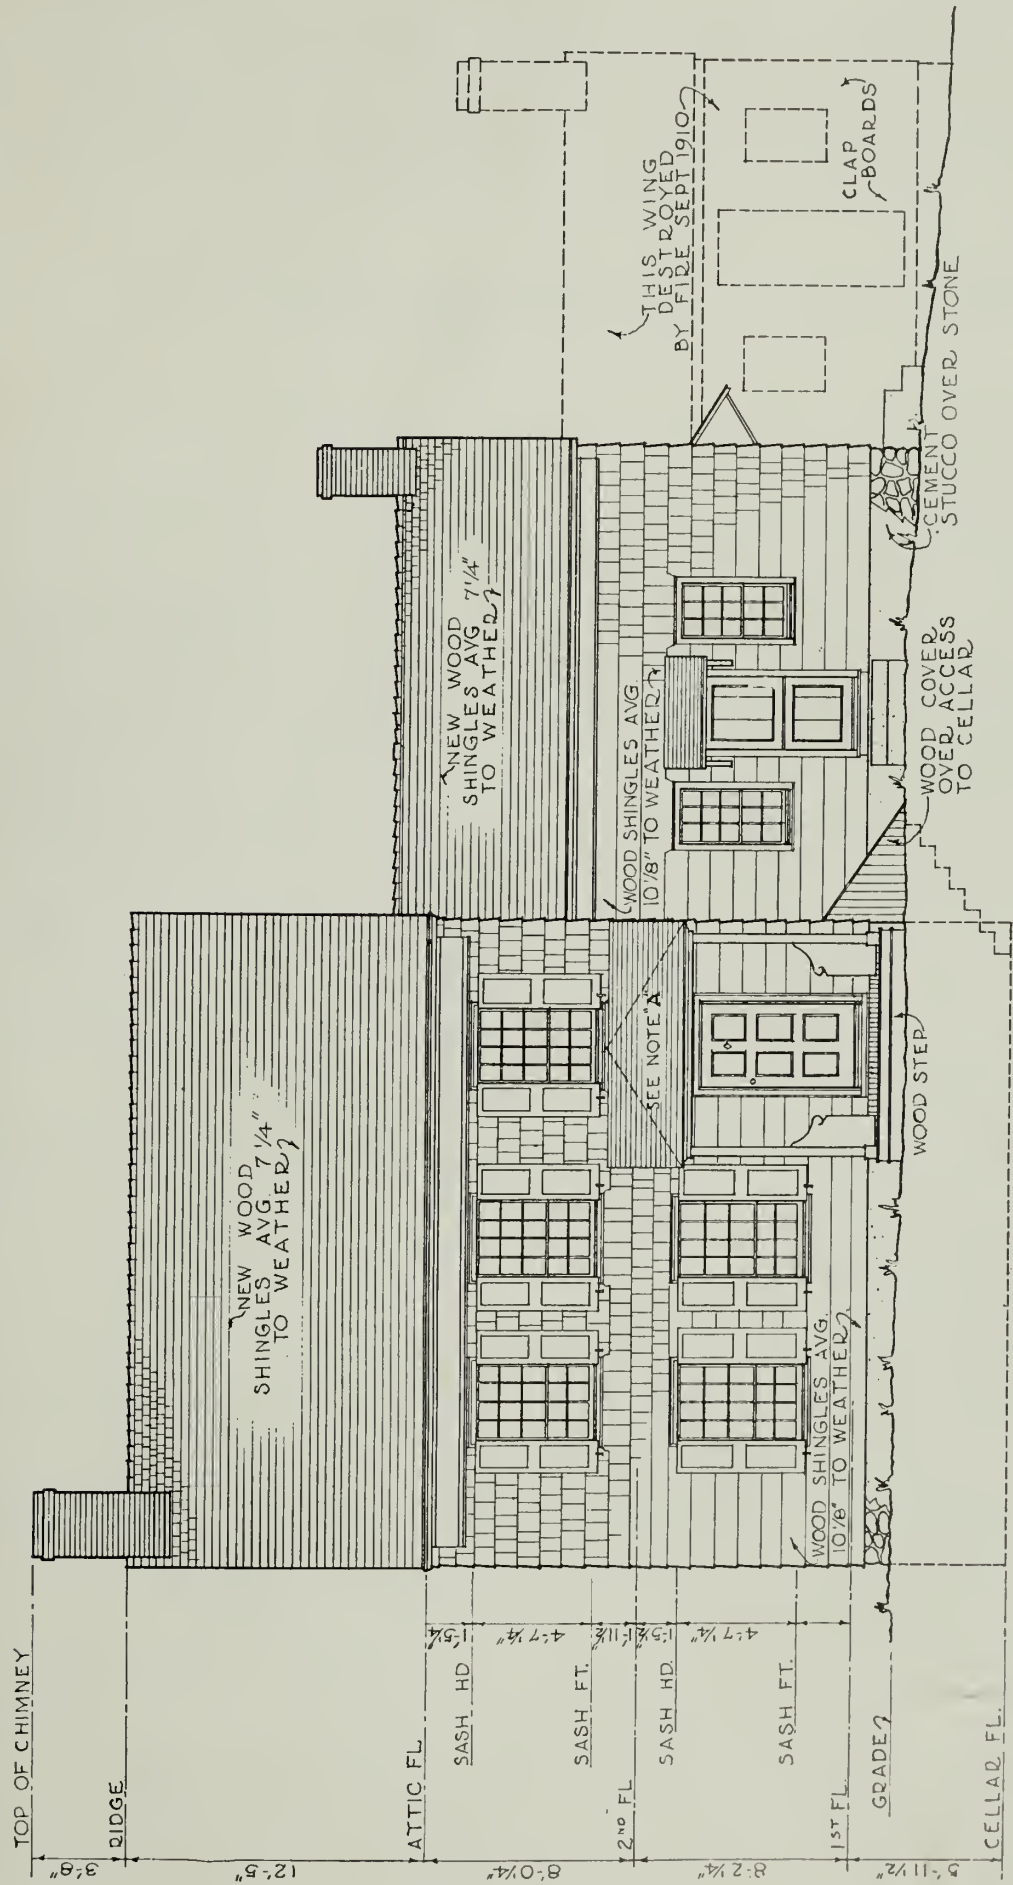 TOP OF CHIMNEY
RIDGE
ATTIC FL.
SASH HD
SASH FT.
2ND FL
SASH HD.
SASH FT.
1ST FL.
GRADE
CELLAR FL.
3'-8"
12'-5"
8'-0 1/4"
8'-2 1/4"
5'-11 1/2"
1'-5 1/4"
4'-7 1/4"
1'-11 1/2"
1'-5 1/2"
4'-7 1/4"
NEW WOOD
SHINGLES AVG. 7 1/4"
TO WEATHER
WOOD SHINGLES AVG.
10 1/8" TO WEATHER
SEE NOTE "A"
WOOD STEP
NEW WOOD
SHINGLES AVG 7 1/4"
TO WEATHER
WOOD SHINGLES AVG.
10 1/8" TO WEATHER
WOOD COVER
OVER ACCESS
TO CELLAR
CEMENT
STUCCO OVER STONE
THIS WING
DESTROYED
BY FIRE SEPT 1910
CLAP
BOARDS